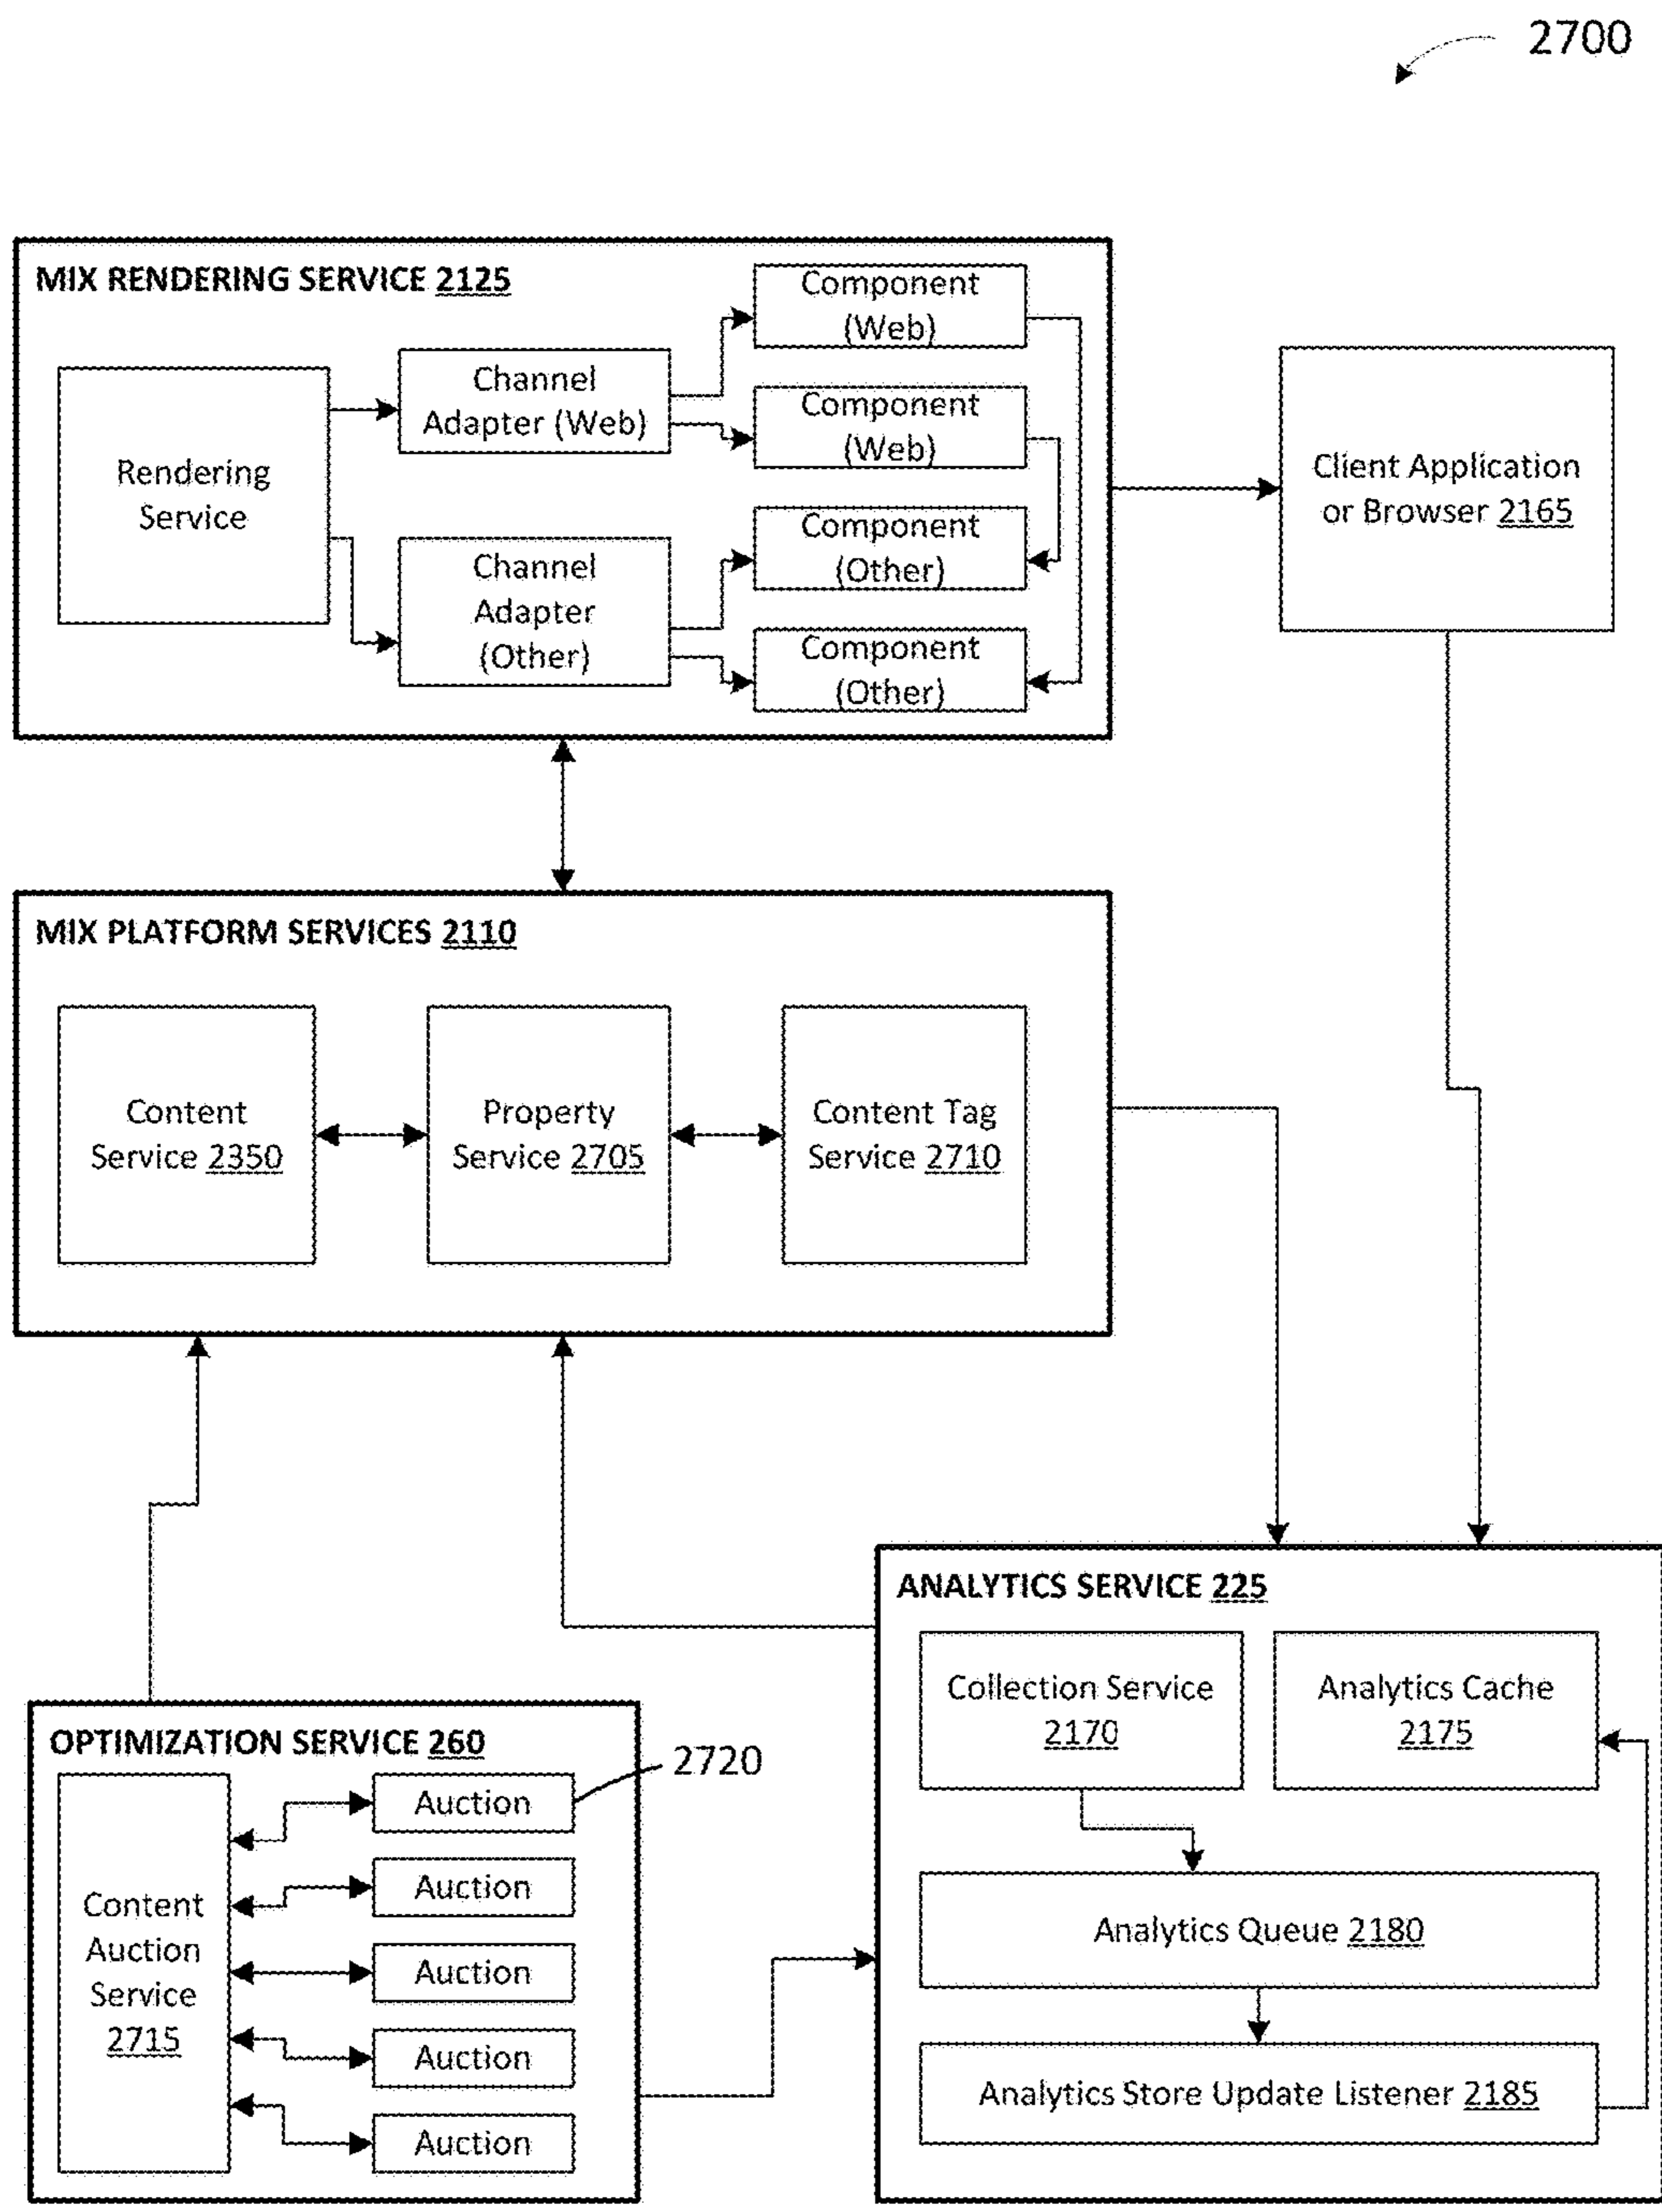 2700
MIX RENDERING SERVICE 2125
Rendering
Service
Channel
Adapter (Web)
Channel
Adapter
(Other)
Component
(Web)
Component
(Web)
Component
(Other)
Component
(Other)
Client Application
or Browser 2165
MIX PLATFORM SERVICES 2110
Content
Service 2350
Property
Service 2705
Content Tag
Service 2710
OPTIMIZATION SERVICE 260
Content
Auction
Service
2715
Auction
Auction
Auction
Auction
Auction
2720
ANALYTICS SERVICE 225
Collection Service
2170
Analytics Cache
2175
Analytics Queue 2180
Analytics Store Update Listener 2185